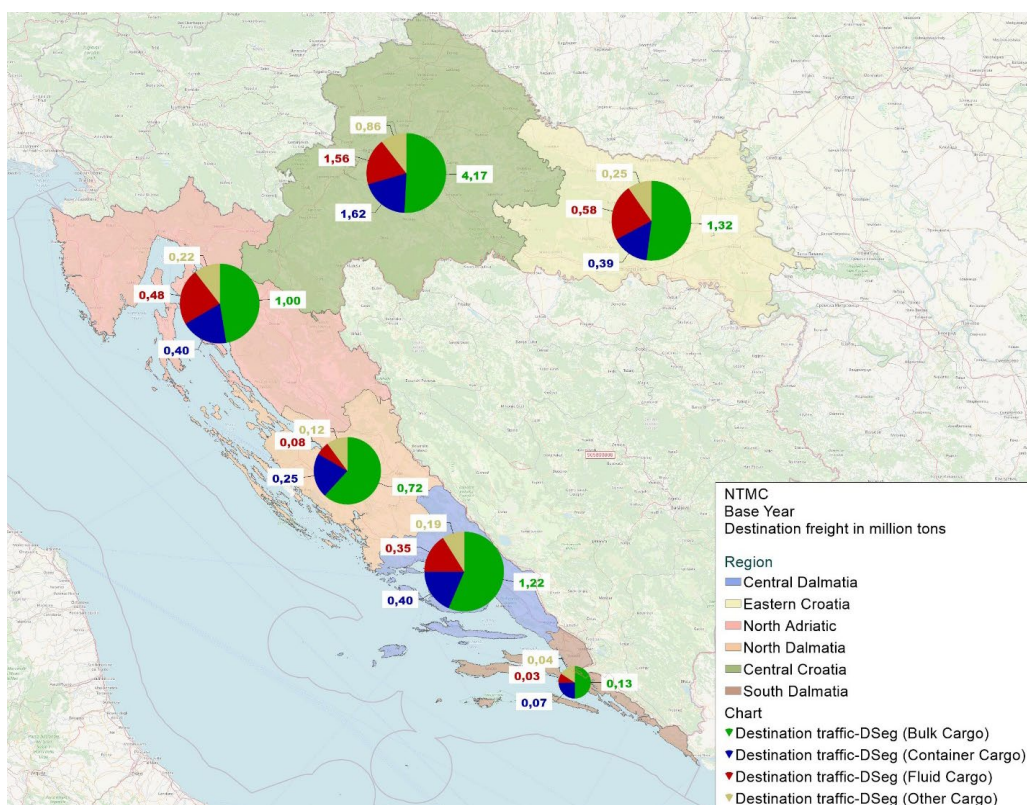 0,86
1,56
4,17
1,62
0,25
0,58
1,32
0,39
0,22
0,48
1,00
0,40
0,12
0,08
0,25
0,72
0,19
0,35
1,22
0,40
0,04
0,03
0,13
0,07
NTMC
Base Year
Destination freight in million tons
Region
Central Dalmatia
Eastern Croatia
North Adriatic
North Dalmatia
Central Croatia
South Dalmatia
Chart
Destination traffic-DSeg (Bulk Cargo)
Destination traffic-DSeg (Container Cargo)
Destination traffic-DSeg (Fluid Cargo)
Destination traffic-DSeg (Other Cargo)